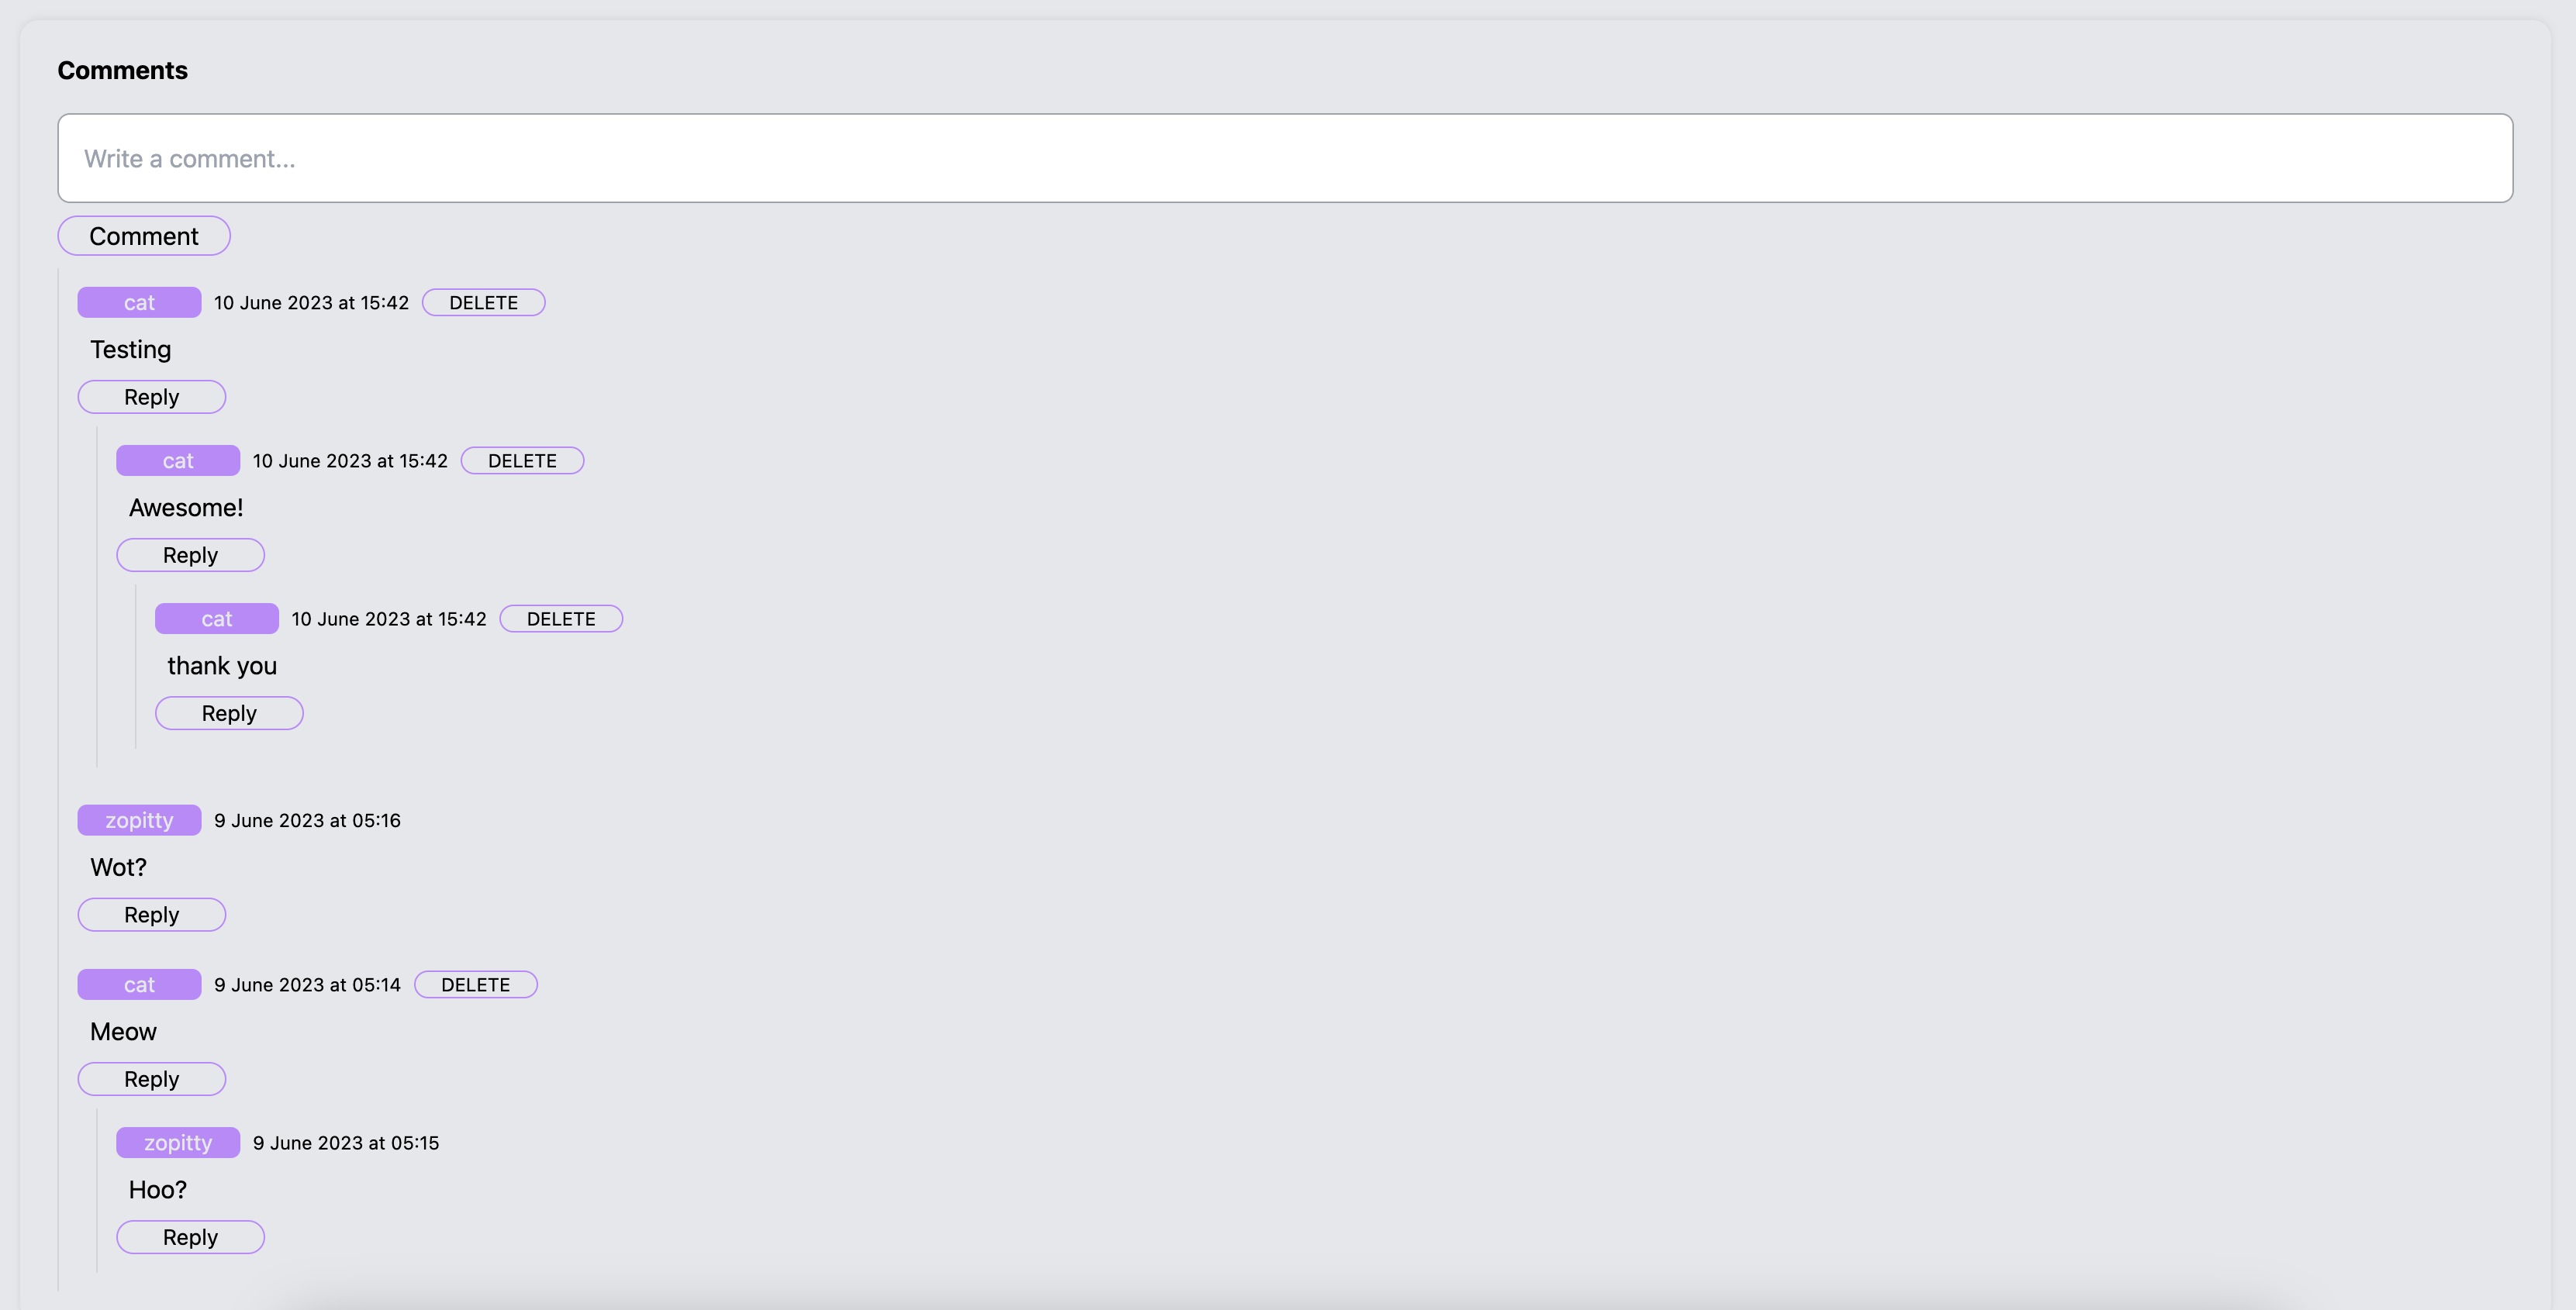 Comments
Write a comment...
Comment
cat 10 June 2023 at 15:42 DELETE
Testing
Reply
cat 10 June 2023 at 15:42 DELETE
Awesome!
Reply
cat 10 June 2023 at 15:42 DELETE
thank you
Reply
zopitty 9 June 2023 at 05:16
Wot?
Reply
cat 9 June 2023 at 05:14 DELETE
Meow
Reply
zopitty 9 June 2023 at 05:15
Hoo?
Reply